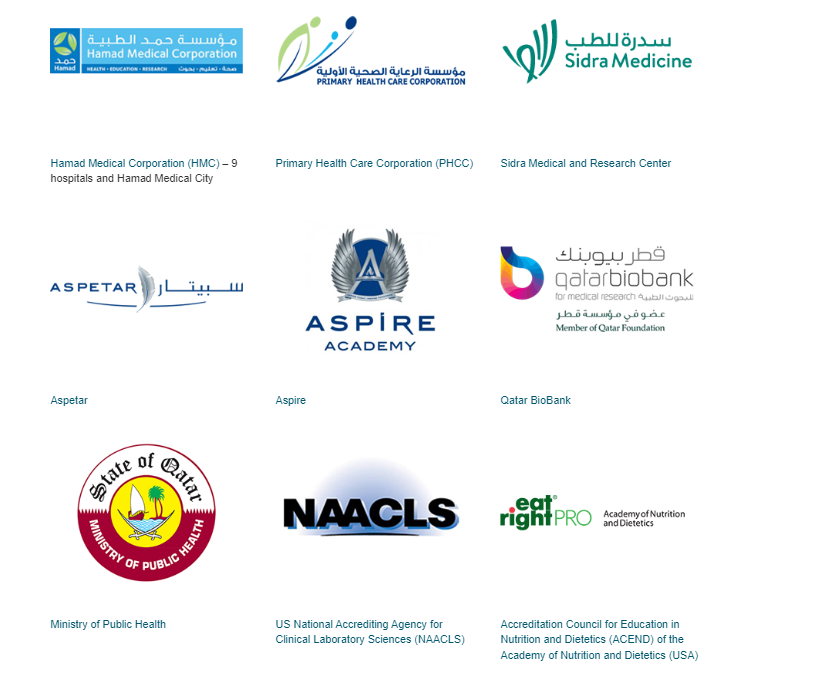 مؤسسة حمد الطبية
Hamad Medical Corporation
حمد
Hamad
HEALTH • EDUCATION • RESEARCH صحة • تعليم • بحوث
مؤسسة الرعاية الصحية الأولية
PRIMARY HEALTH CARE CORPORATION
سدرة للطب
Sidra Medicine
Hamad Medical Corporation (HMC) – 9
hospitals and Hamad Medical City
Primary Health Care Corporation (PHCC)
Sidra Medical and Research Center
ASPETAR سبيتار
ASPIRE
ACADEMY
قطر بيوبنك
qatarbiobank
for medical research للبحوث الطبية
عضو في مؤسسة قطر
Member of Qatar Foundation
Aspetar
Aspire
Qatar BioBank
State of Qatar
MINISTRY OF PUBLIC HEALTH
NAACLS
eat
right PRO
Academy of Nutrition
and Dietetics
Ministry of Public Health
US National Accrediting Agency for
Clinical Laboratory Sciences (NAACLS)
Accreditation Council for Education in
Nutrition and Dietetics (ACEND) of the
Academy of Nutrition and Dietetics (USA)